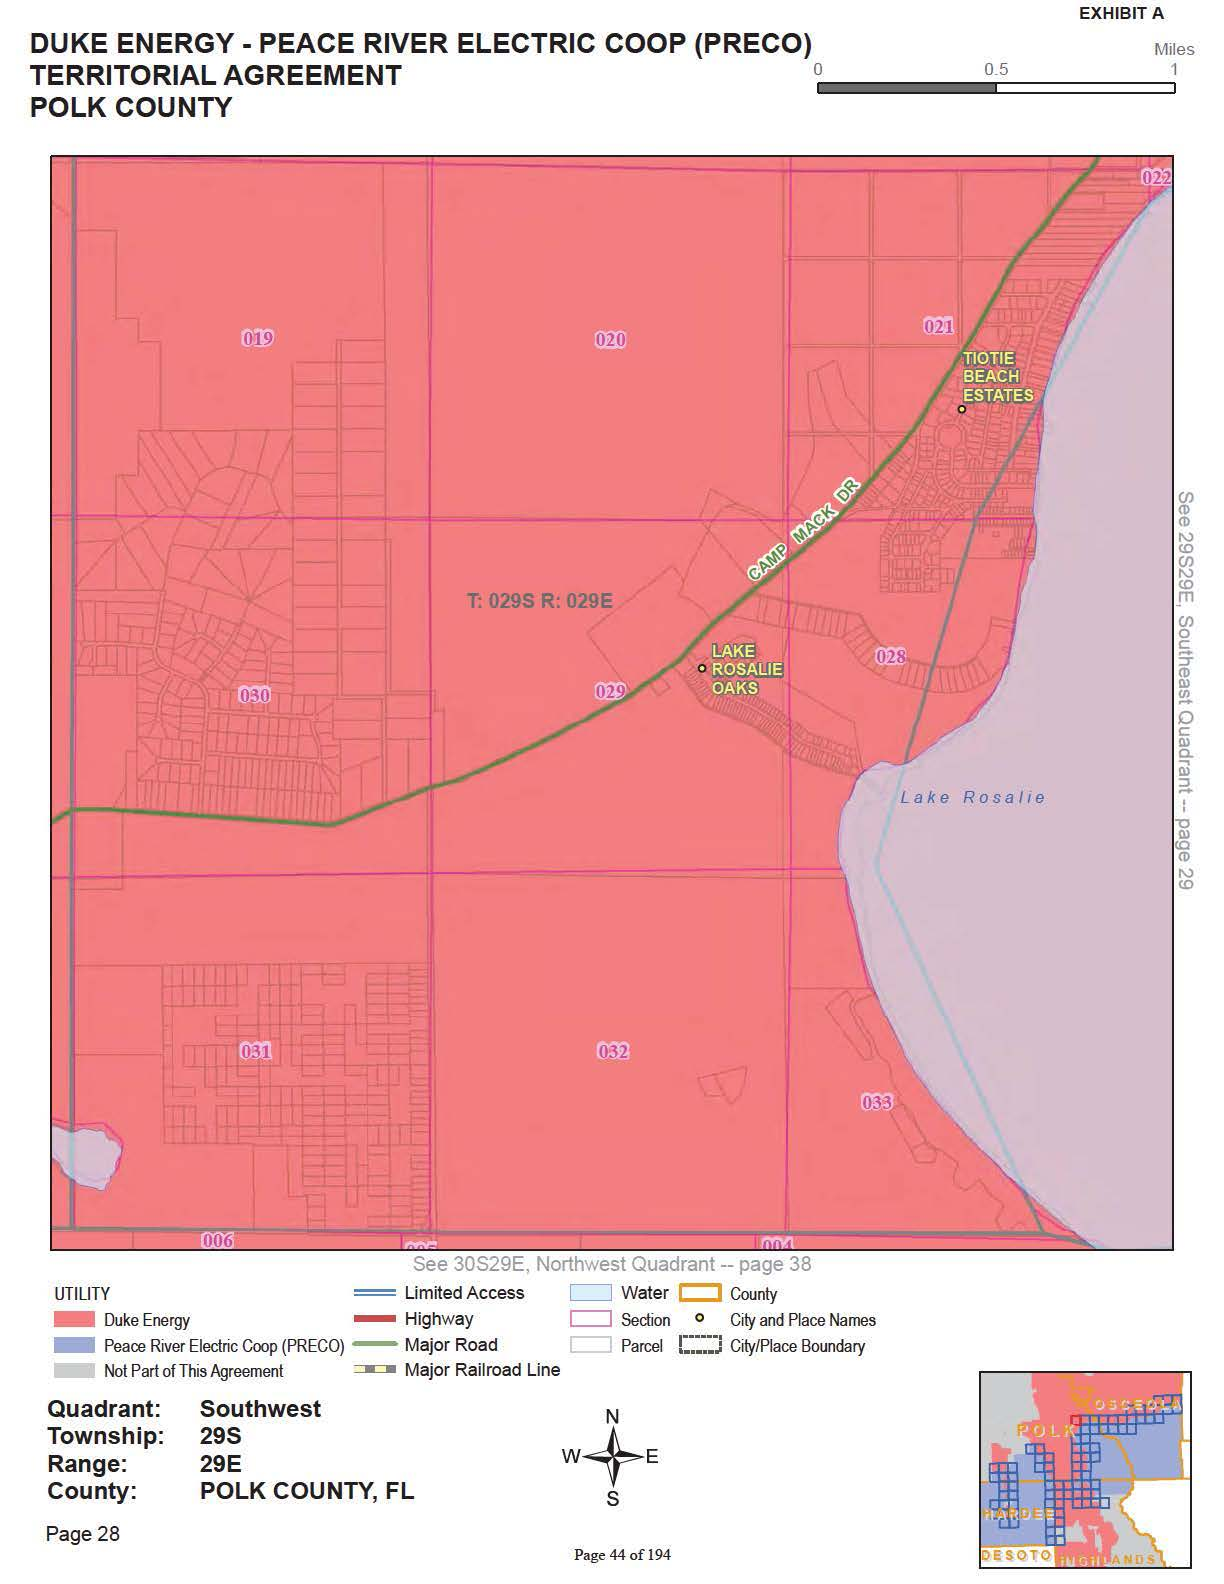 EXHIBIT A
DUKE ENERGY - PEACE RIVER ELECTRIC COOP (PRECO)
TERRITORIAL AGREEMENT
POLK COUNTY
Miles
0 0.5 1
022
019
020
021
TIOTIE
BEACH
ESTATES
CAMP MACK DR
T: 029S R: 029E
LAKE
ROSALIE
OAKS
028
030
029
Lake Rosalie
See 29S29E, Southeast Quadrant -- page 29
031
032
033
006
005
004
See 30S29E, Northwest Quadrant -- page 38
UTILITY
Duke Energy
Peace River Electric Coop (PRECO)
Not Part of This Agreement
Limited Access
Highway
Major Road
Major Railroad Line
Water
Section
Parcel
County
City and Place Names
City/Place Boundary
Quadrant: Southwest
Township: 29S
Range: 29E
County: POLK COUNTY, FL
Page 28
N
W E
S
Page 44 of 194
OSCEOLA
POLK
HARDEE
DESOTO
HIGHLANDS